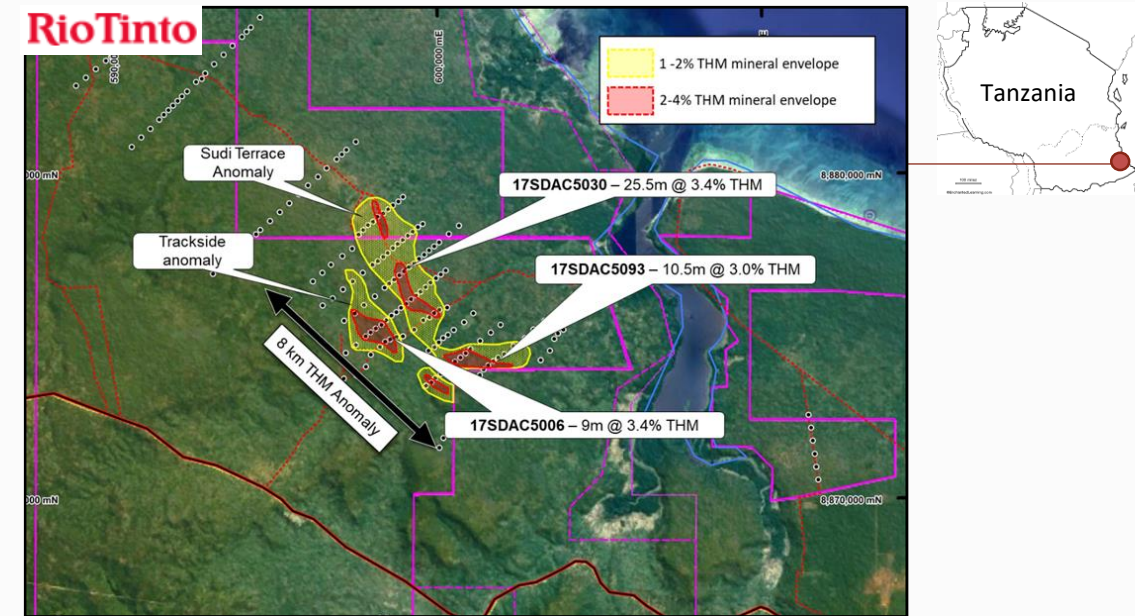 RioTinto
600,000 mE
1 -2% THM mineral envelope
2-4% THM mineral envelope
Tanzania
Sudi Terrace
Anomaly
17SDAC5030 – 25.5m @ 3.4% THM
8,880,000 mN
Trackside
anomaly
17SDAC5093 – 10.5m @ 3.0% THM
8 km THM Anomaly
17SDAC5006 – 9m @ 3.4% THM
8,870,000 mN